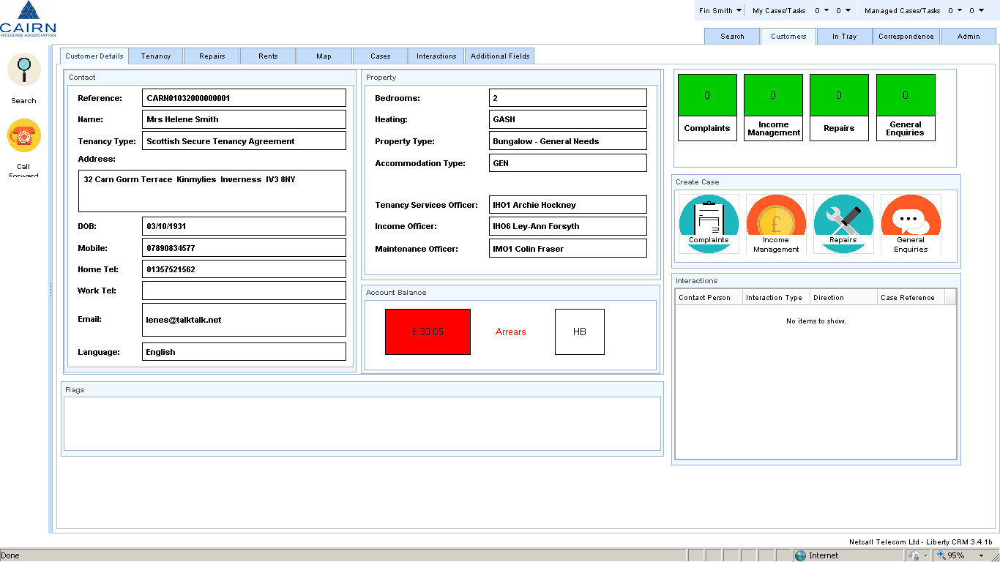 Fin Smith My Cases/Tasks 0 0 Managed Cases/Tasks 0 0
CAIRN
HOUSING ASSOCIATION
Search Customers In Tray Correspondence Admin
Customer Details Tenancy Repairs Rents Map Cases Interactions Additional Fields
Search
Call
Forward
Contact
Reference: CARN01032000000001
Name: Mrs Helene Smith
Tenancy Type: Scottish Secure Tenancy Agreement
Address:
32 Carn Gorm Terrace Kinmylies Inverness IV3 8NY
DOB: 03/10/1931
Mobile: 07890834577
Home Tel: 01357521562
Work Tel:
Email: lenes@talktalk.net
Language: English
Property
Bedrooms: 2
Heating: GASH
Property Type: Bungalow - General Needs
Accommodation Type: GEN
Tenancy Services Officer: IHO1 Archie Hockney
Income Officer: IHO6 Ley-Ann Forsyth
Maintenance Officer: IMO1 Colin Fraser
Account Balance
£ 30.05 Arrears HB
Flags
0 0 0 0
Complaints Income Management Repairs General Enquiries
Create Case
Complaints Income Management Repairs General Enquiries
Interactions
Contact Person Interaction Type Direction Case Reference
No items to show.
Netcall Telecom Ltd - Liberty CRM 3.4.1b
Done Internet 95%